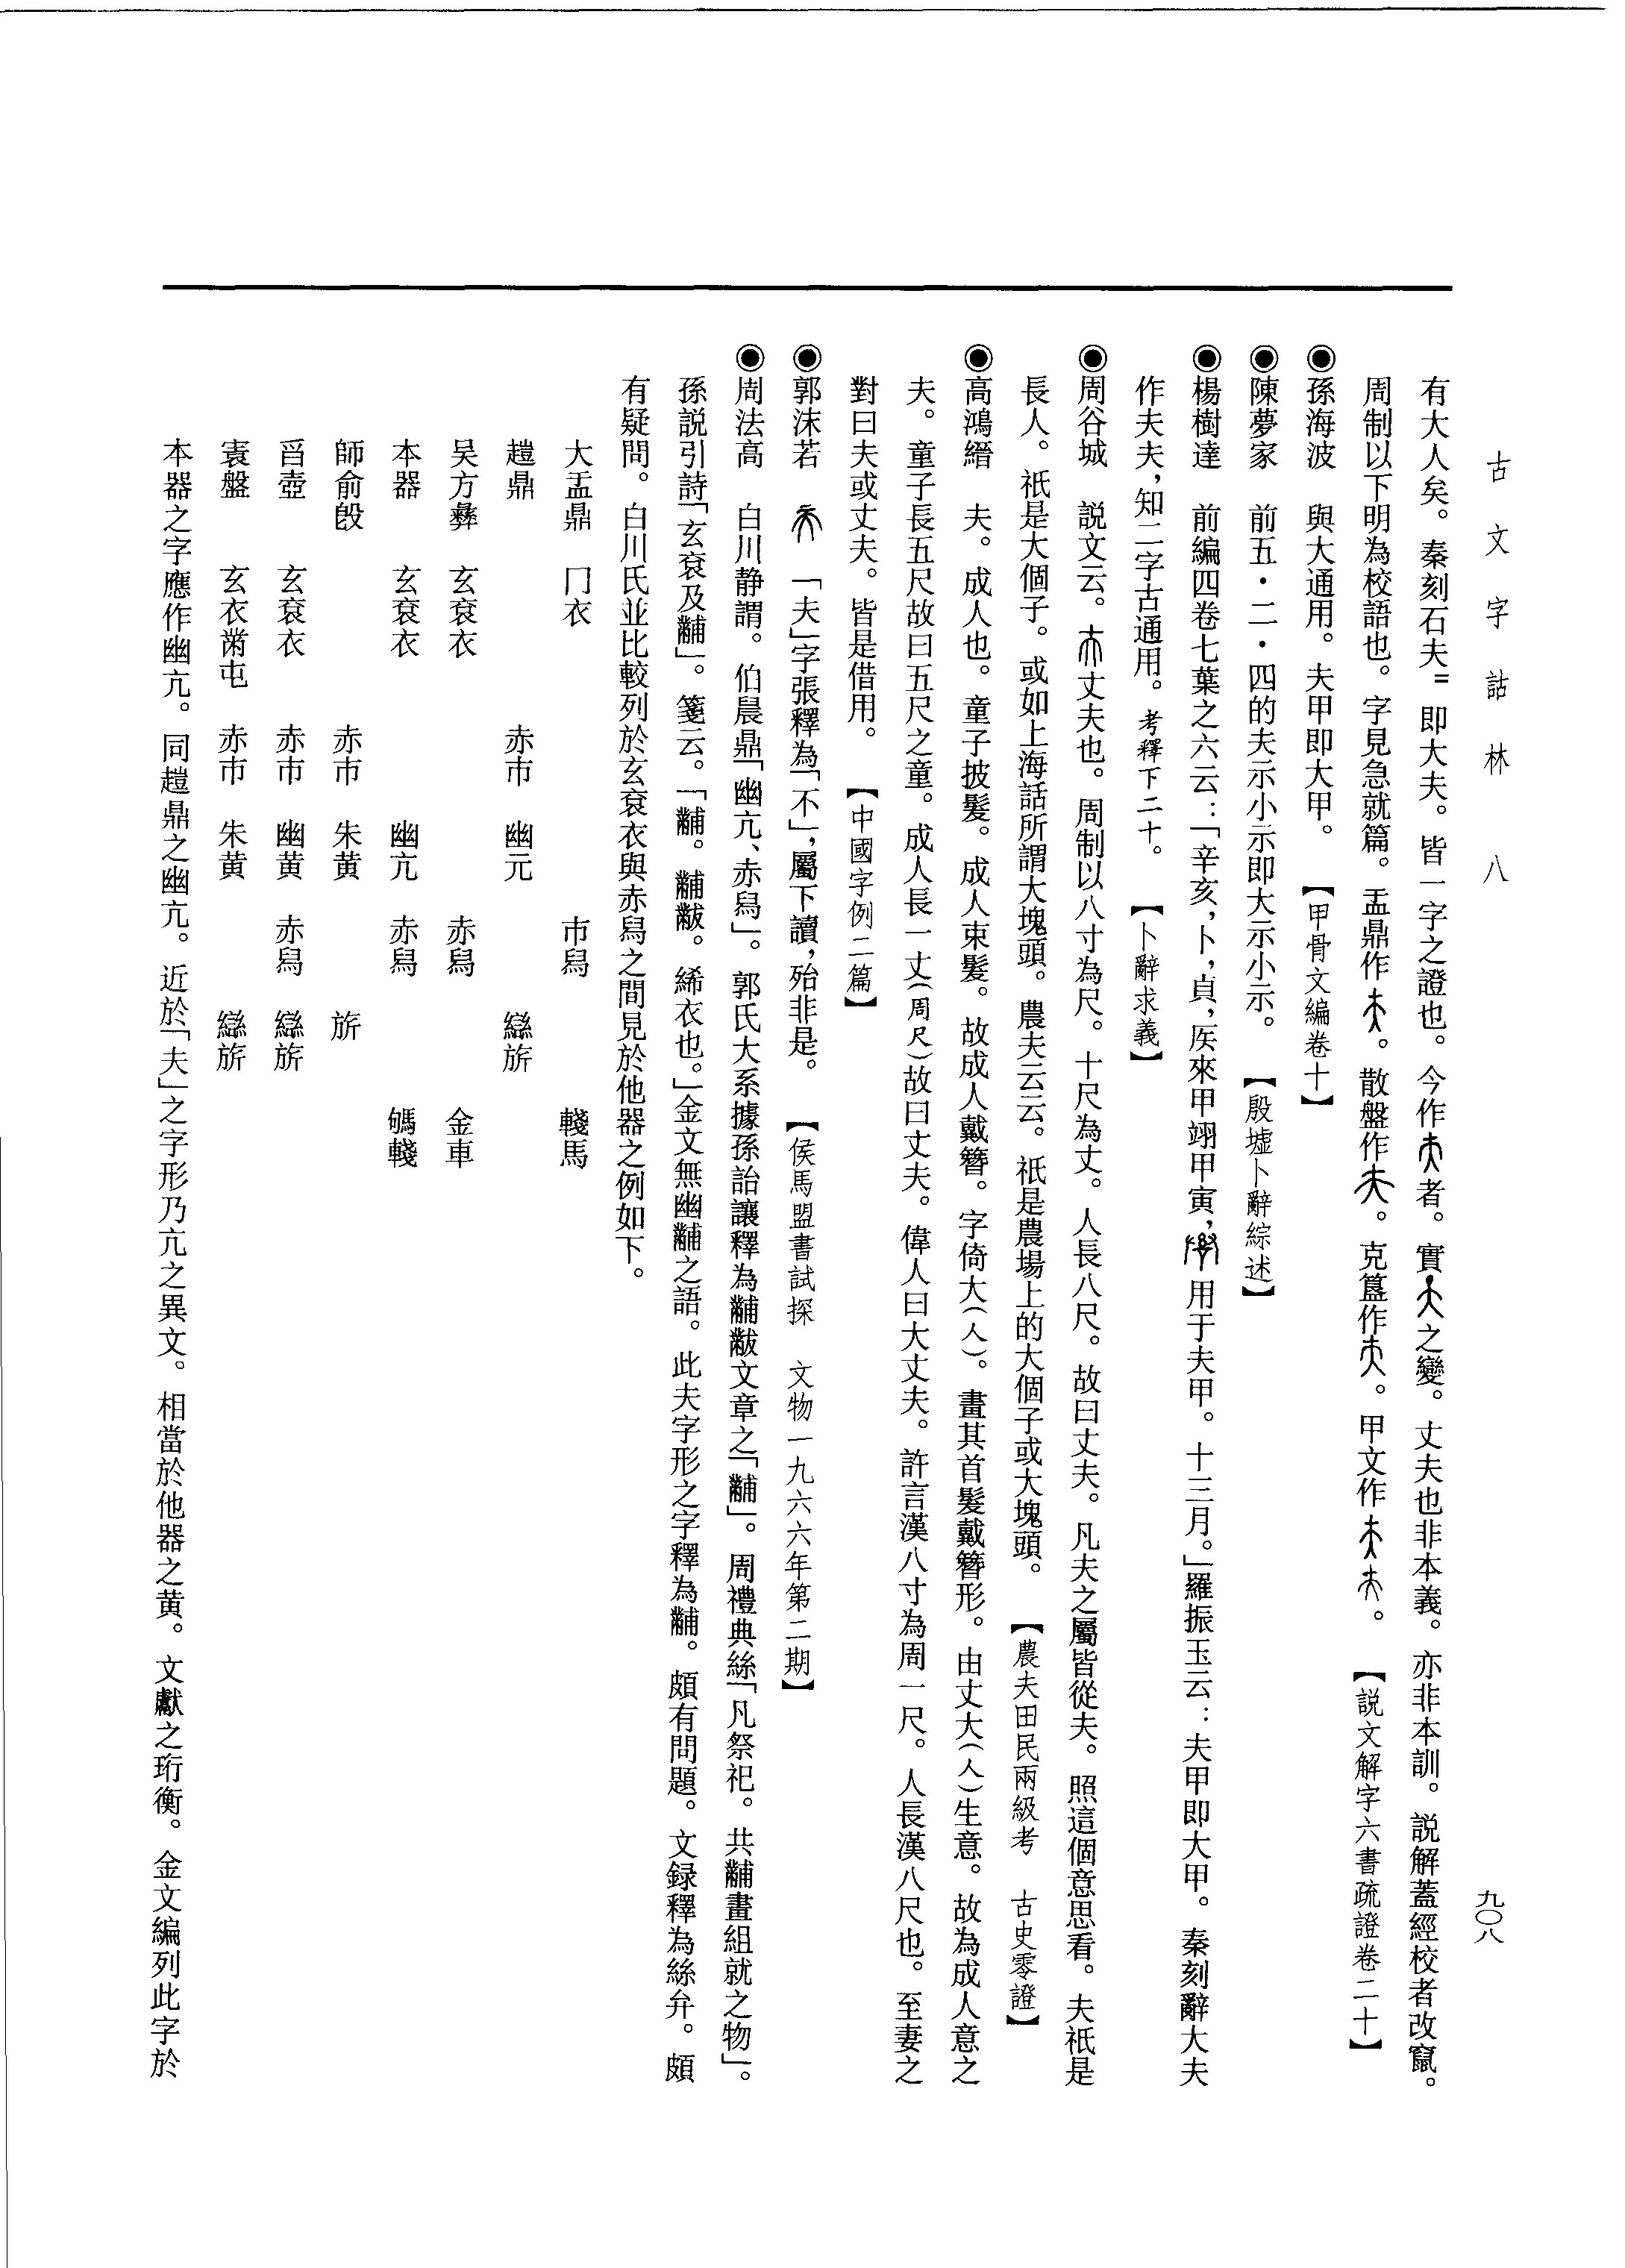 古文字詁林 八
九〇八
有大人矣。秦刻石夫〓即大夫。皆一字之證也。今作者。實之變。丈夫也非本義。亦非本訓。説解蓋經校者改竄。
周制以下明為校語也。字見急就篇。盂鼎作。散盤作。克簋作。甲文作。【説文解字六書疏證卷二十】
◉孫海波 與大通用。夫甲即大甲。【甲骨文編卷十】
◉陳夢家 前五·二·四的夫示小示即大示小示。【殷墟卜辭綜述】
◉楊樹達 前編四卷七葉之六云：「辛亥，卜，貞，㡯來甲翊甲寅，用于夫甲。十三月。」羅振玉云：夫甲即大甲。秦刻辭大夫
作夫夫，知二字古通用。考釋下二十。【卜辭求義】
◉周谷城 説文云。丈夫也。周制以八寸為尺。十尺為丈。人長八尺。故曰丈夫。凡夫之屬皆從夫。照這個意思看。夫祇是
長人。祇是大個子。或如上海話所謂大塊頭。農夫云云。祇是農場上的大個子或大塊頭。【農夫田民兩級考 古史零證】
◉高鴻縉 夫。成人也。童子披髮。成人束髮。故成人戴簪。字倚大（人）。畫其首髮戴簪形。由丈大（人）生意。故為成人意之
夫。童子長五尺故曰五尺之童。成人長一丈（周尺）故曰丈夫。偉人曰大丈夫。許言漢八寸為周一尺。人長漢八尺也。至妻之
對曰夫或丈夫。皆是借用。【中國字例二篇】
◉郭沫若 「夫」字張釋為「不」，屬下讀，殆非是。【侯馬盟書試探 文物一九六六年第二期】
◉周法高 白川静謂。伯晨鼎「幽亢、赤舄」。郭氏大系據孫詒讓釋為黼黻文章之「黼」。周禮典絲「凡祭祀。共黼畫組就之物」。
孫説引詩「玄袞及黼」。箋云。「黼。黼黻。絺衣也。」金文無幽黼之語。此夫字形之字釋為黼。頗有問題。文録釋為絲弁。頗
有疑問。白川氏並比較列於玄袞衣與赤舄之間見於他器之例如下。
大盂鼎 冂衣 巿舄 輚馬
趞鼎 赤巿 幽亢 䜌旂
吴方彝 玄袞衣 赤舄 金車
本器 玄袞衣 幽亢 赤舄 輚
師俞𣪘 赤巿 朱黄 旂
舀壺 玄袞衣 赤巿 幽黄 赤舄 䜌旂
寰盤 玄衣黹屯 赤巿 朱黄 䜌旂
本器之字應作幽亢。同趞鼎之幽亢。近於「夫」之字形乃亢之異文。相當於他器之黄。文獻之珩衡。金文編列此字於